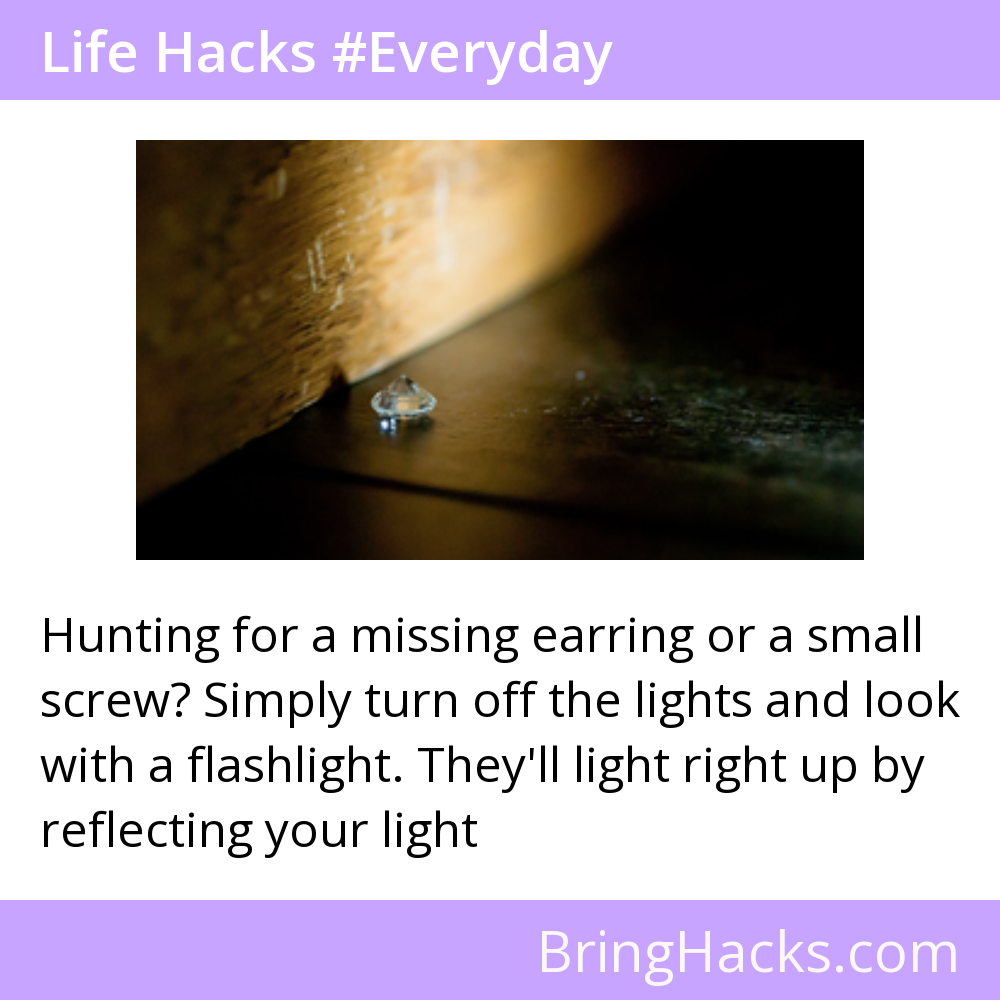 Life Hacks #Everyday
Hunting for a missing earring or a small
screw? Simply turn off the lights and look
with a flashlight. They'll light right up by
reflecting your light
BringHacks.com